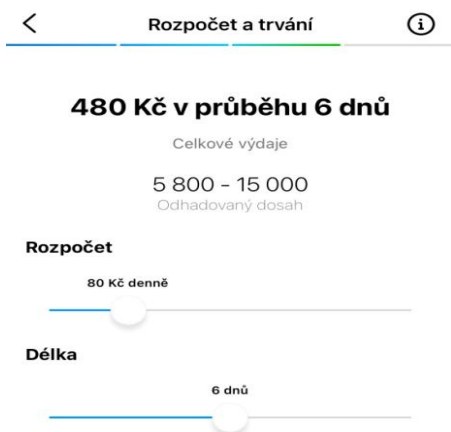 Rozpočet a trvání
480 Kč v průběhu 6 dnů
Celkové výdaje
5 800 – 15 000
Odhadovaný dosah
Rozpočet
80 Kč denně
Délka
6 dnů